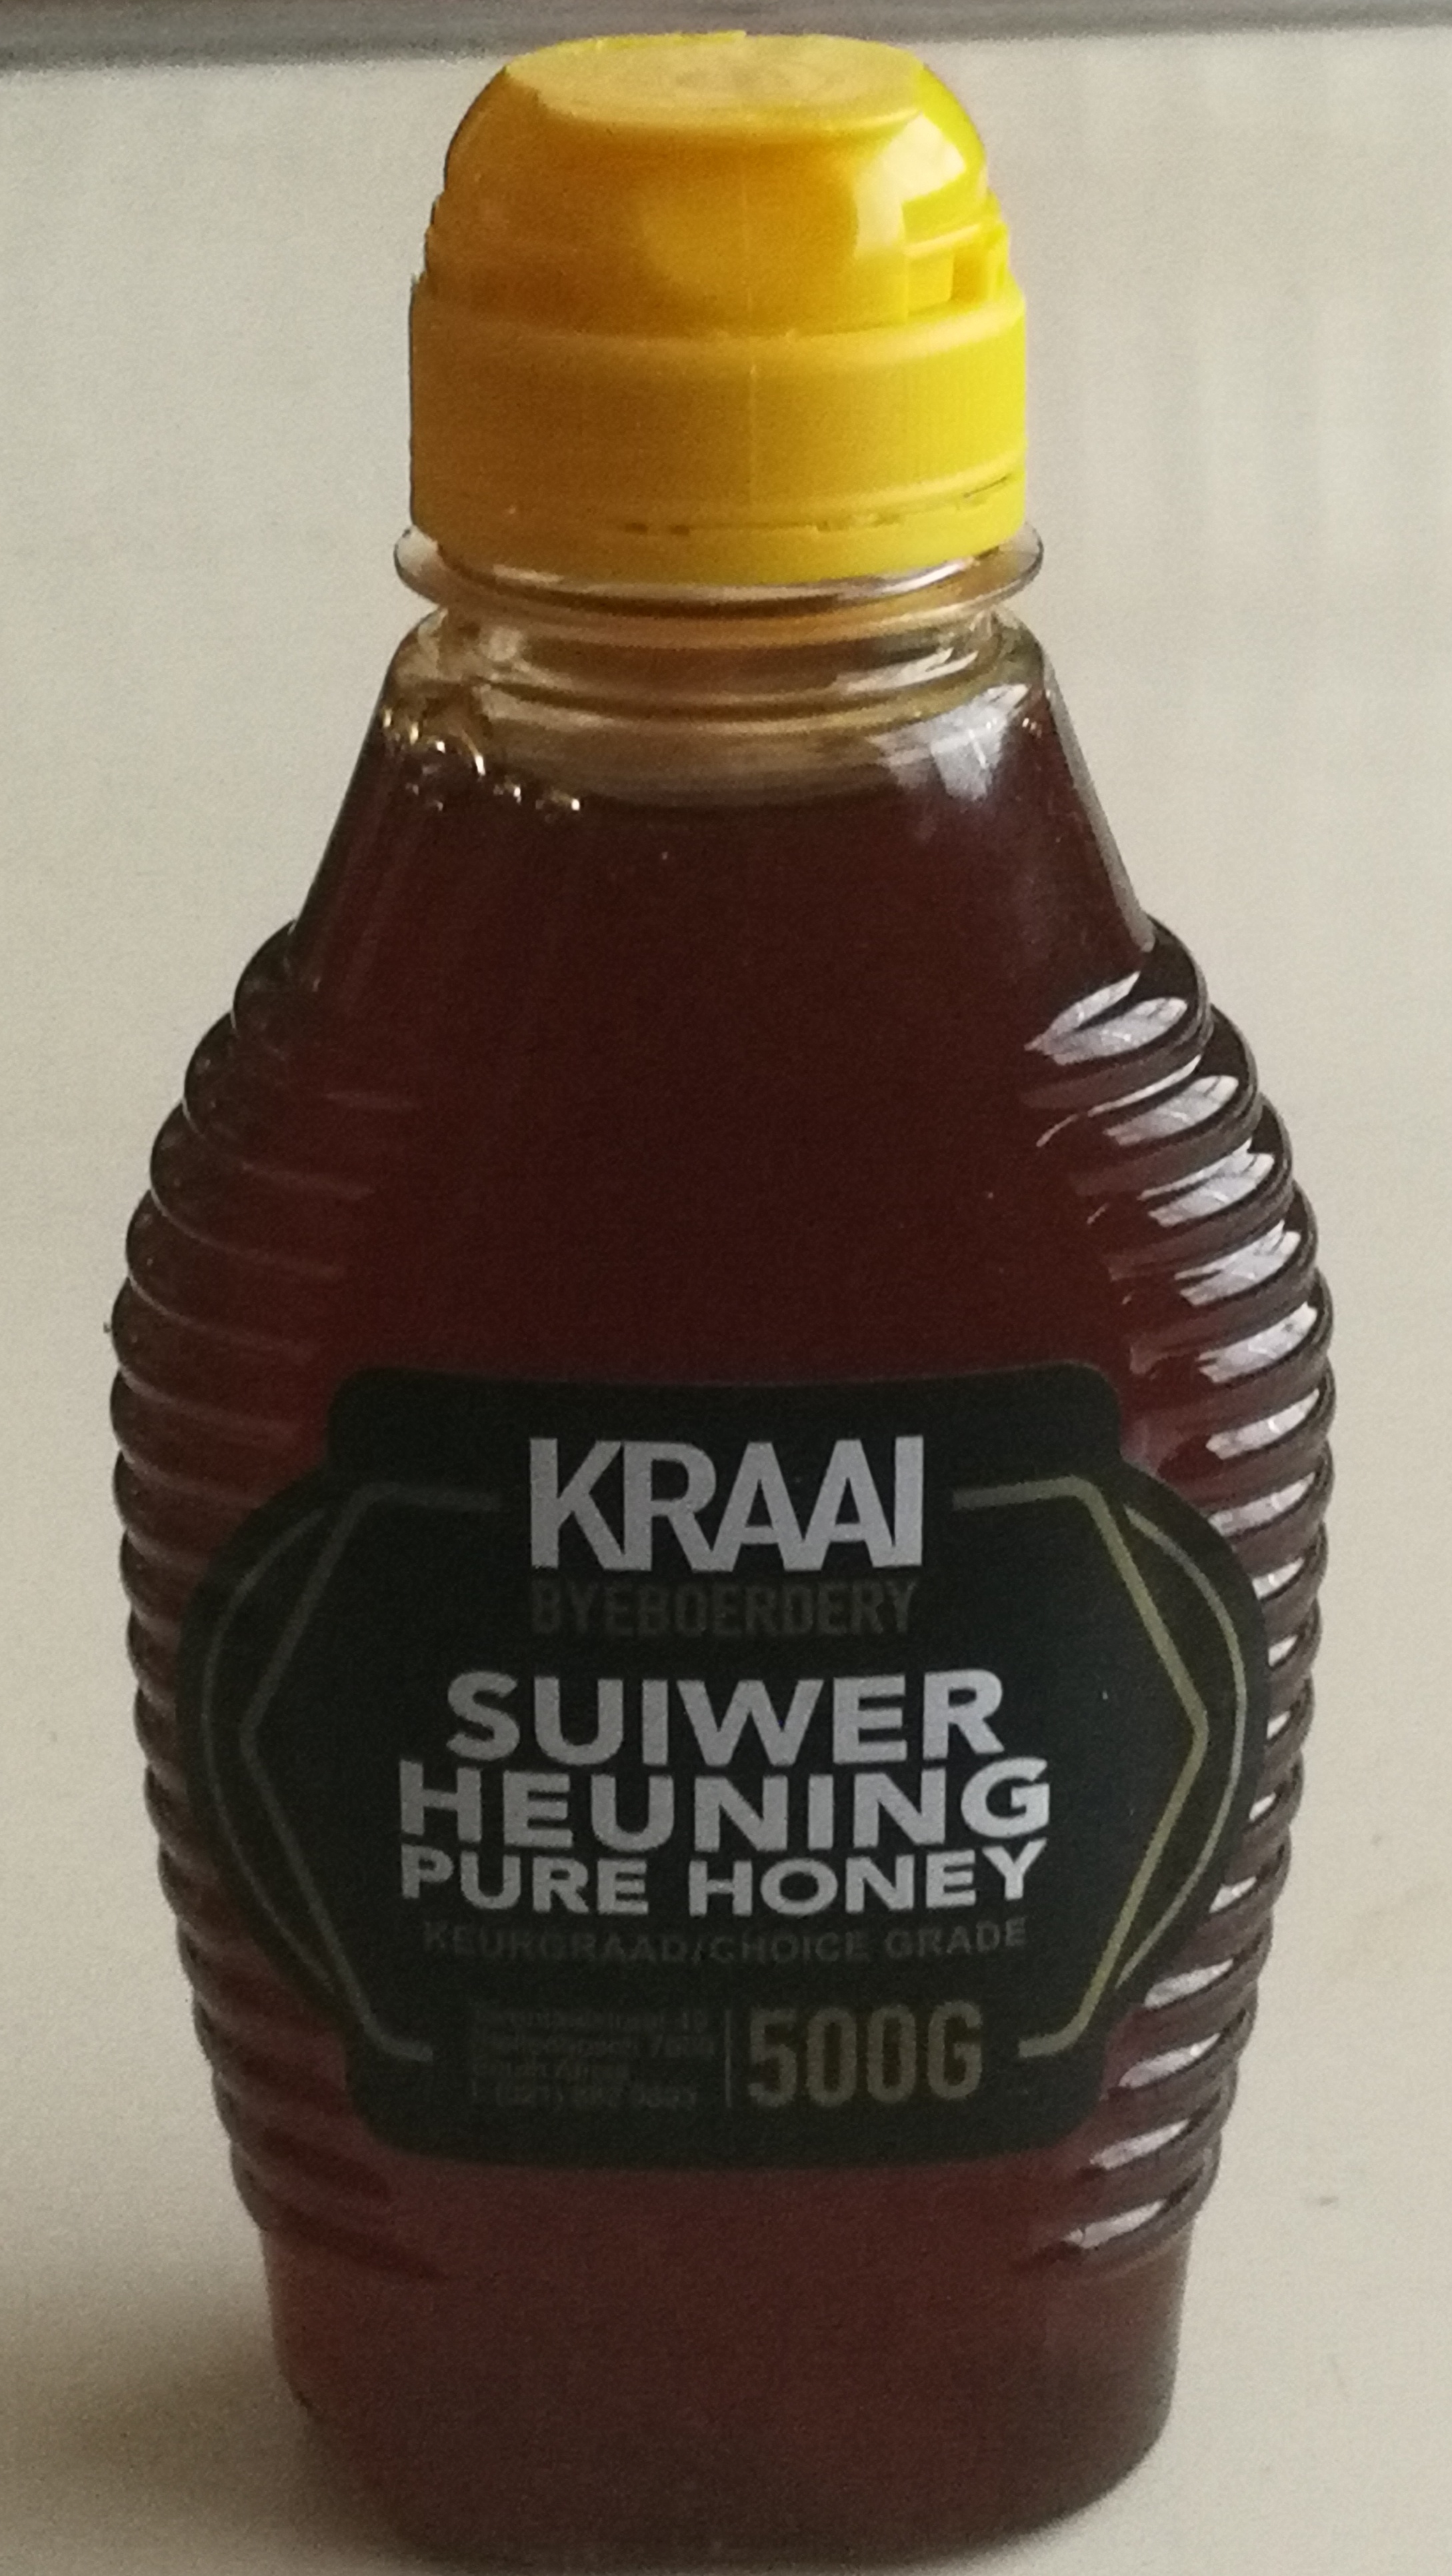 KRAAI
BYEBOERDERY
SUIWER
HEUNING
PURE HONEY
KEURGRAAD/CHOICE GRADE
500G